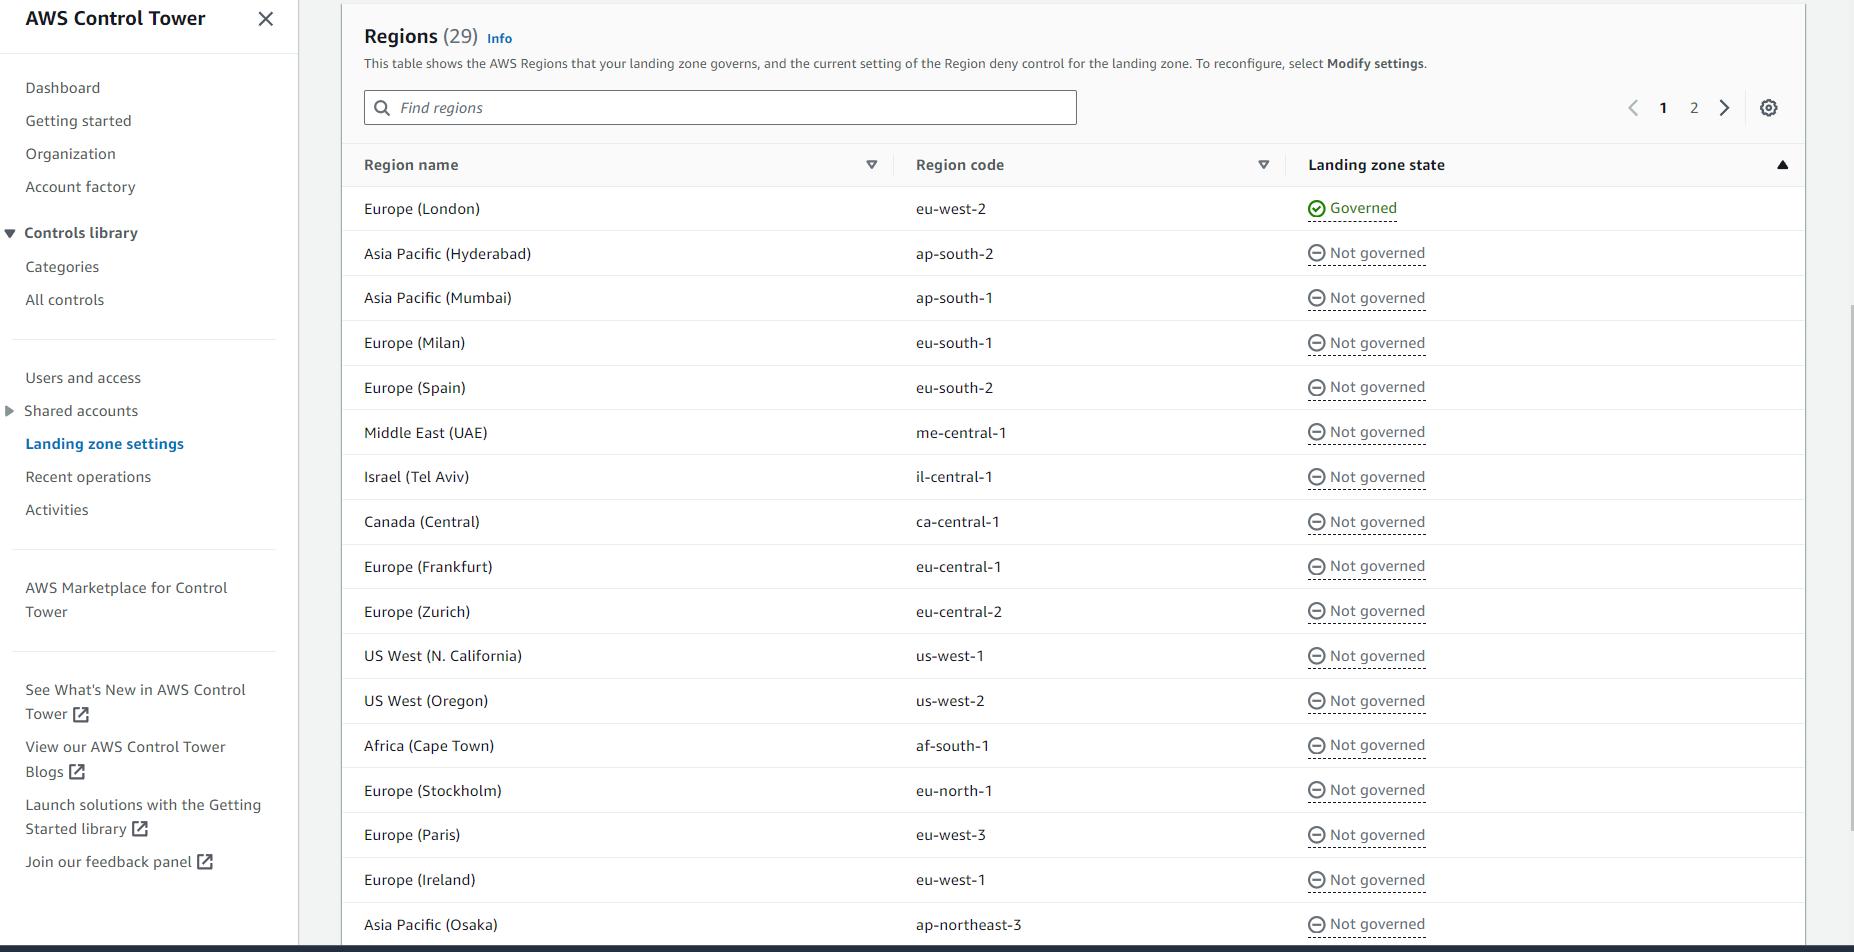 AWS Control Tower
Dashboard
Getting started
Organization
Account factory
Controls library
Categories
All controls
Users and access
Shared accounts
Landing zone settings
Recent operations
Activities
AWS Marketplace for Control
Tower
See What's New in AWS Control
Tower
View our AWS Control Tower
Blogs
Launch solutions with the Getting
Started library
Join our feedback panel
Regions (29) Info
This table shows the AWS Regions that your landing zone governs, and the current setting of the Region deny control for the landing zone. To reconfigure, select Modify settings.
Find regions
1 2
Region name Region code Landing zone state
Europe (London) eu-west-2 Governed
Asia Pacific (Hyderabad) ap-south-2 Not governed
Asia Pacific (Mumbai) ap-south-1 Not governed
Europe (Milan) eu-south-1 Not governed
Europe (Spain) eu-south-2 Not governed
Middle East (UAE) me-central-1 Not governed
Israel (Tel Aviv) il-central-1 Not governed
Canada (Central) ca-central-1 Not governed
Europe (Frankfurt) eu-central-1 Not governed
Europe (Zurich) eu-central-2 Not governed
US West (N. California) us-west-1 Not governed
US West (Oregon) us-west-2 Not governed
Africa (Cape Town) af-south-1 Not governed
Europe (Stockholm) eu-north-1 Not governed
Europe (Paris) eu-west-3 Not governed
Europe (Ireland) eu-west-1 Not governed
Asia Pacific (Osaka) ap-northeast-3 Not governed